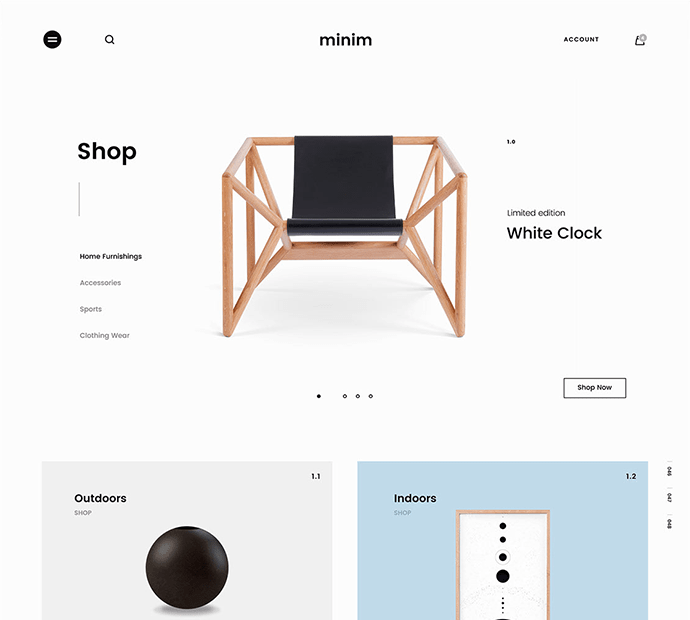 minim
ACCOUNT
Shop
1.0
Limited edition
White Clock
Home Furnishings
Accessories
Sports
Clothing Wear
Shop Now
Outdoors
SHOP
1.1
Indoors
SHOP
1.2
046
047
048